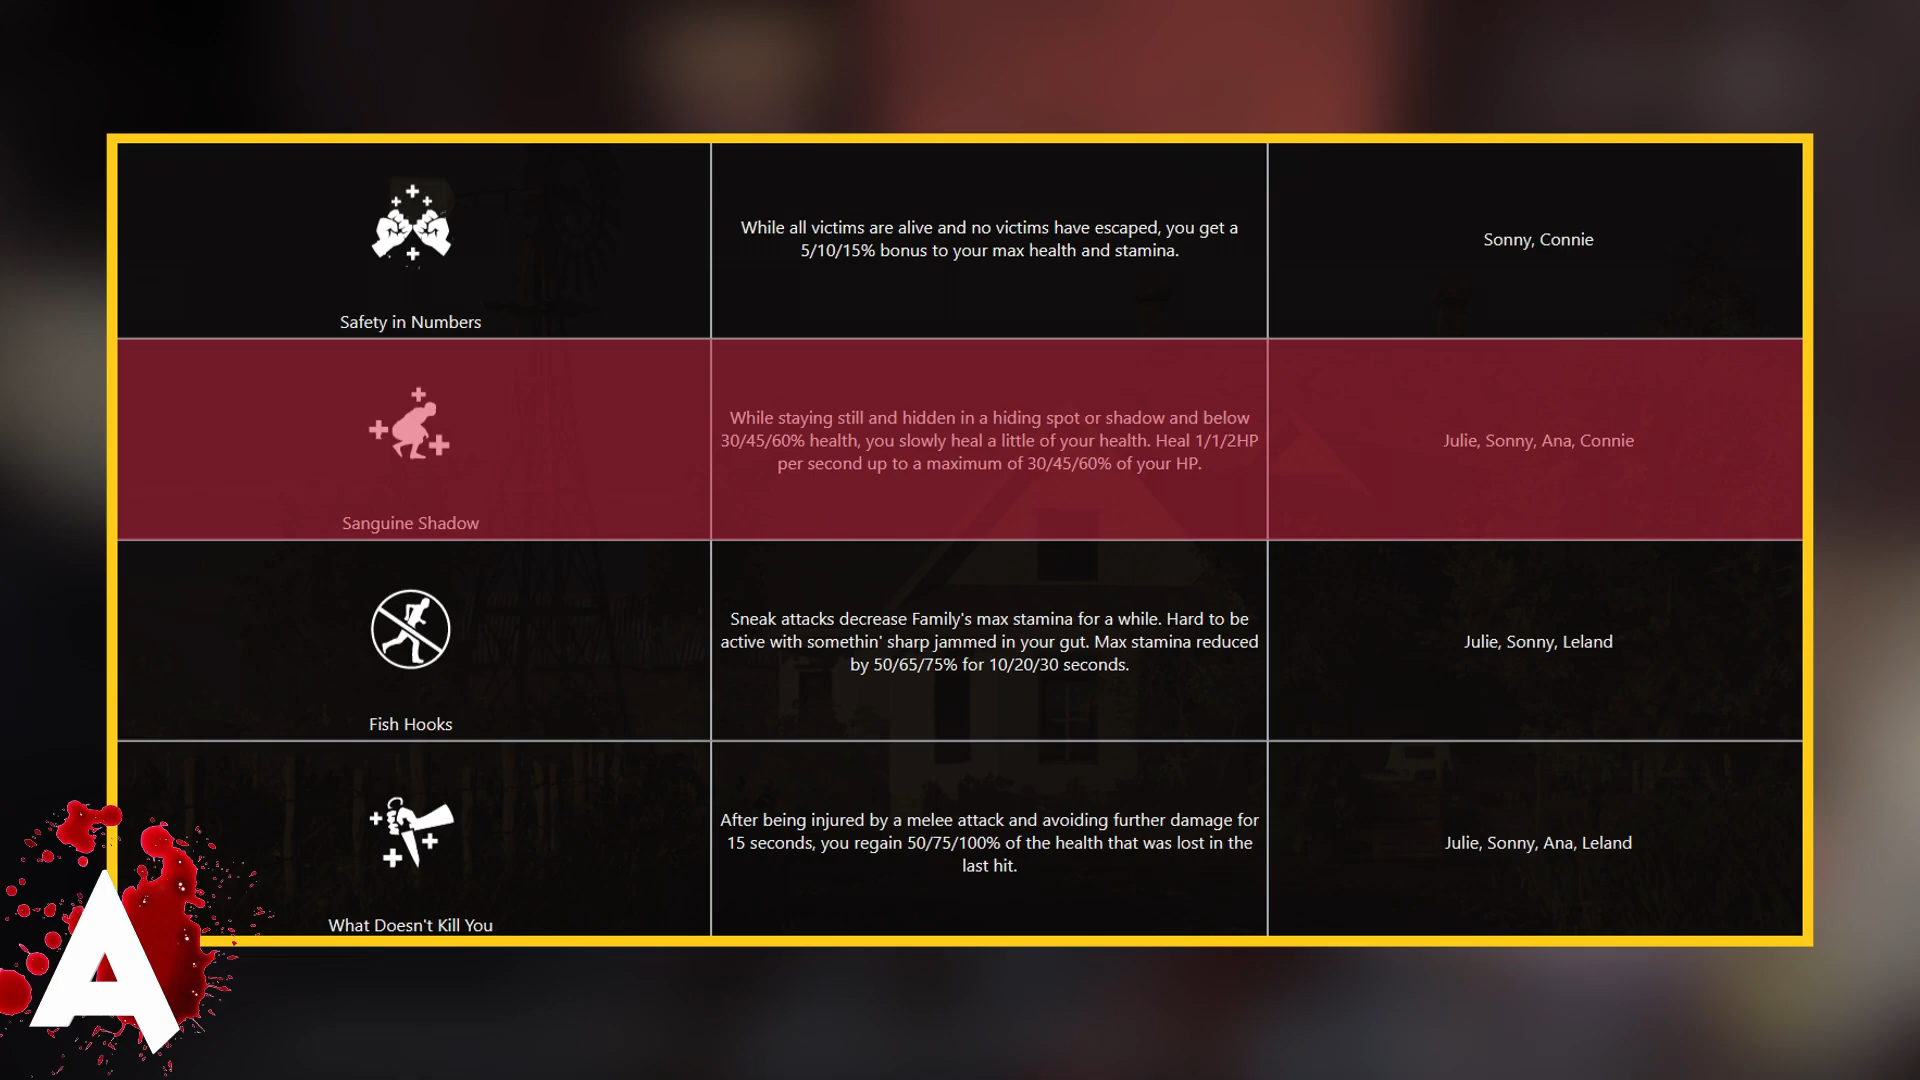 While all victims are alive and no victims have escaped, you get a
5/10/15% bonus to your max health and stamina.
Sonny, Connie
Safety in Numbers
While staying still and hidden in a hiding spot or shadow and below
30/45/60% health, you slowly heal a little of your health. Heal 1/1/2HP
per second up to a maximum of 30/45/60% of your HP.
Julie, Sonny, Ana, Connie
Sanguine Shadow
Sneak attacks decrease Family's max stamina for a while. Hard to be
active with somethin' sharp jammed in your gut. Max stamina reduced
by 50/65/75% for 10/20/30 seconds.
Julie, Sonny, Leland
Fish Hooks
After being injured by a melee attack and avoiding further damage for
15 seconds, you regain 50/75/100% of the health that was lost in the
last hit.
Julie, Sonny, Ana, Leland
What Doesn't Kill You
A